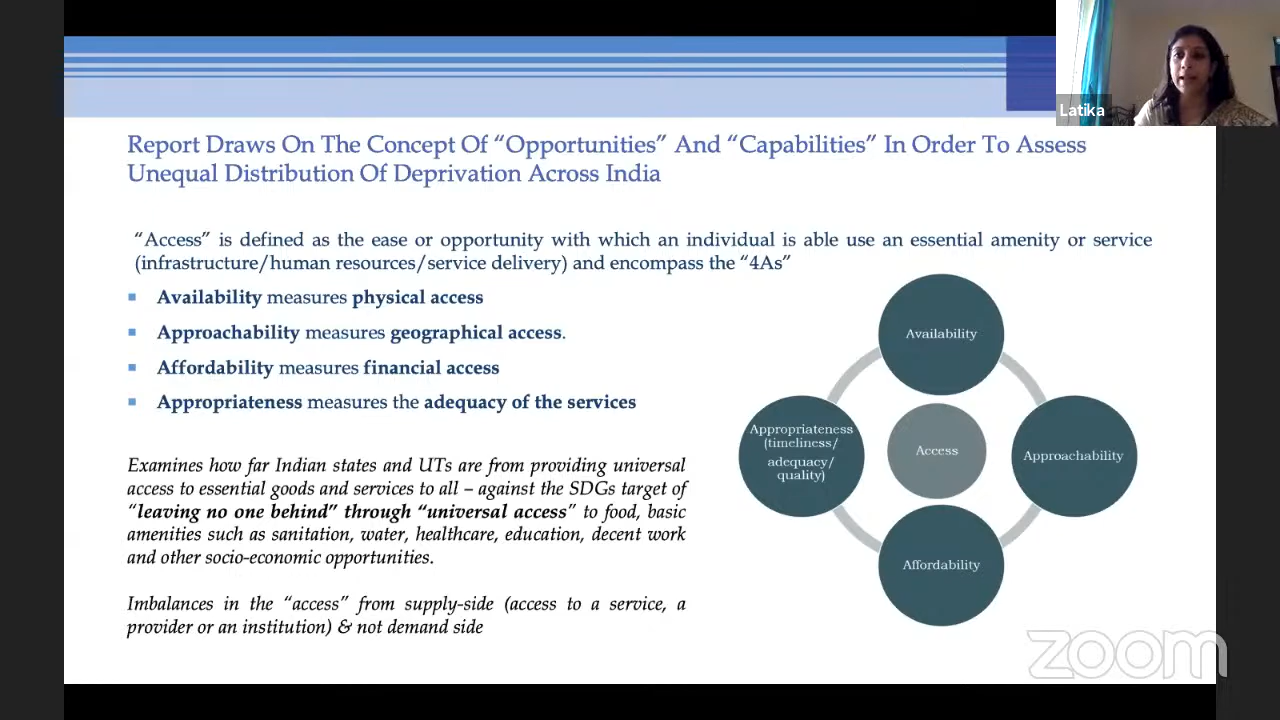 Latika
Report Draws On The Concept Of “Opportunities” And “Capabilities” In Order To Assess
Unequal Distribution Of Deprivation Across India
“Access” is defined as the ease or opportunity with which an individual is able use an essential amenity or service
(infrastructure/human resources/service delivery) and encompass the “4As”
Availability measures physical access
Approachability measures geographical access.
Affordability measures financial access
Appropriateness measures the adequacy of the services
Examines how far Indian states and UTs are from providing universal
access to essential goods and services to all – against the SDGs target of
“leaving no one behind” through “universal access” to food, basic
amenities such as sanitation, water, healthcare, education, decent work
and other socio-economic opportunities.
Imbalances in the “access” from supply-side (access to a service, a
provider or an institution) & not demand side
Availability
Appropriateness
(timeliness/
adequacy/
quality)
Access
Approachability
Affordability
zoom